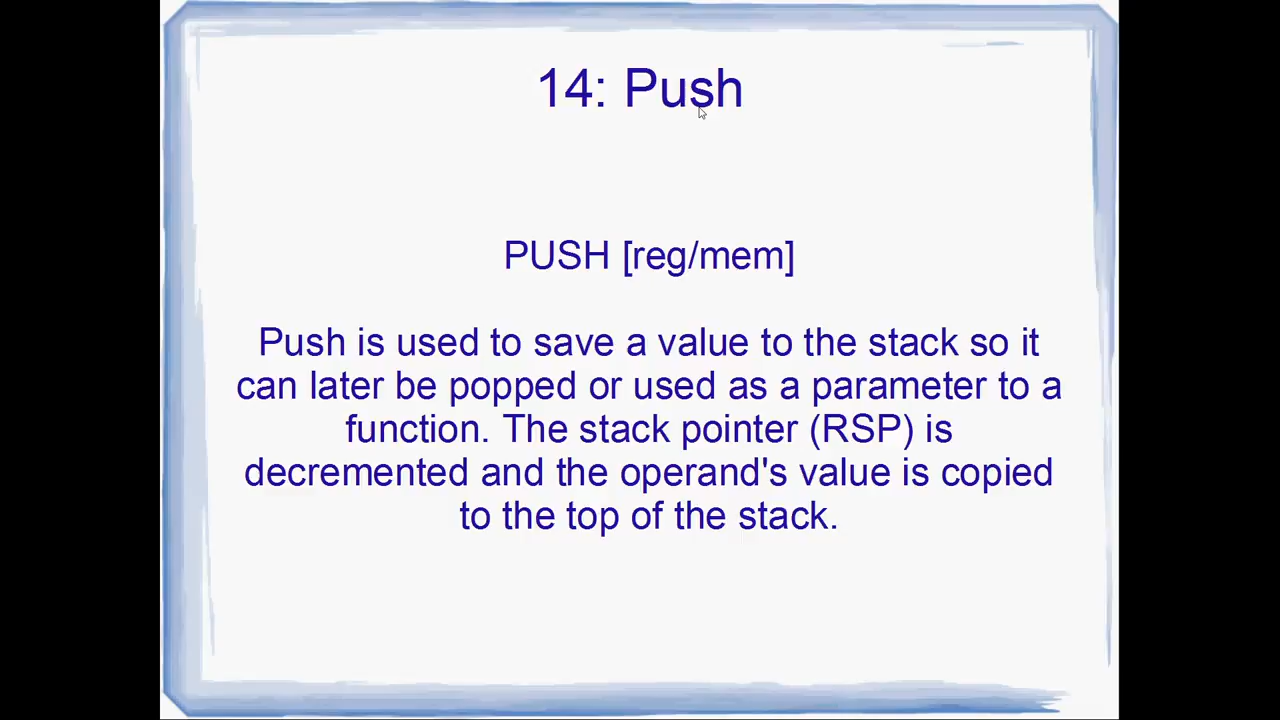 14: Push
PUSH [reg/mem]
Push is used to save a value to the stack so it
can later be popped or used as a parameter to a
function. The stack pointer (RSP) is
decremented and the operand's value is copied
to the top of the stack.